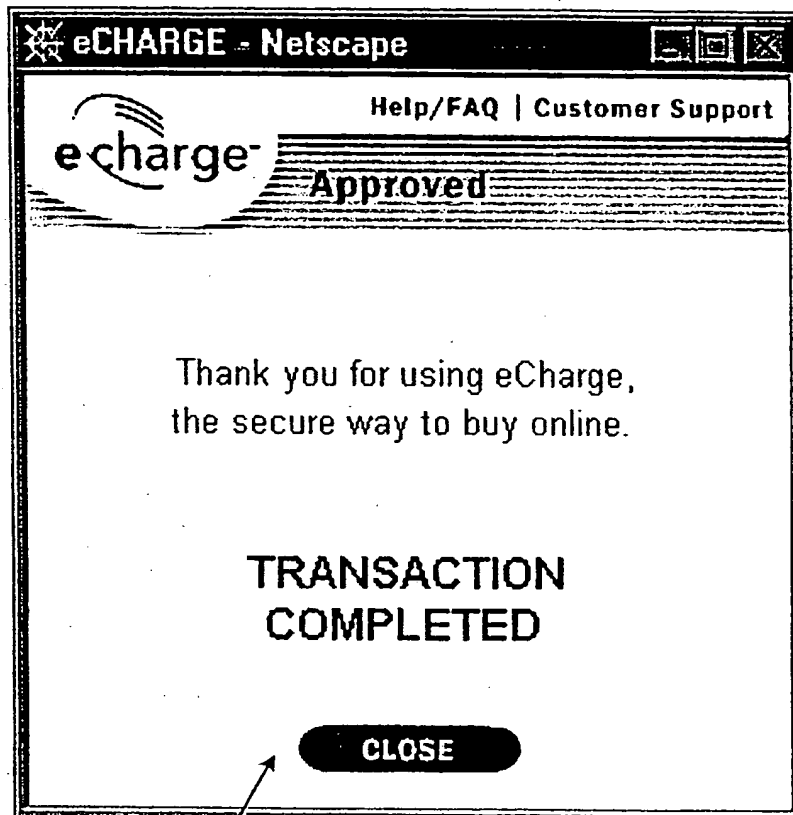 eCHARGE - Netscape
Help/FAQ | Customer Support
echarge
Approved
Thank you for using eCharge,
the secure way to buy online.
TRANSACTION
COMPLETED
CLOSE